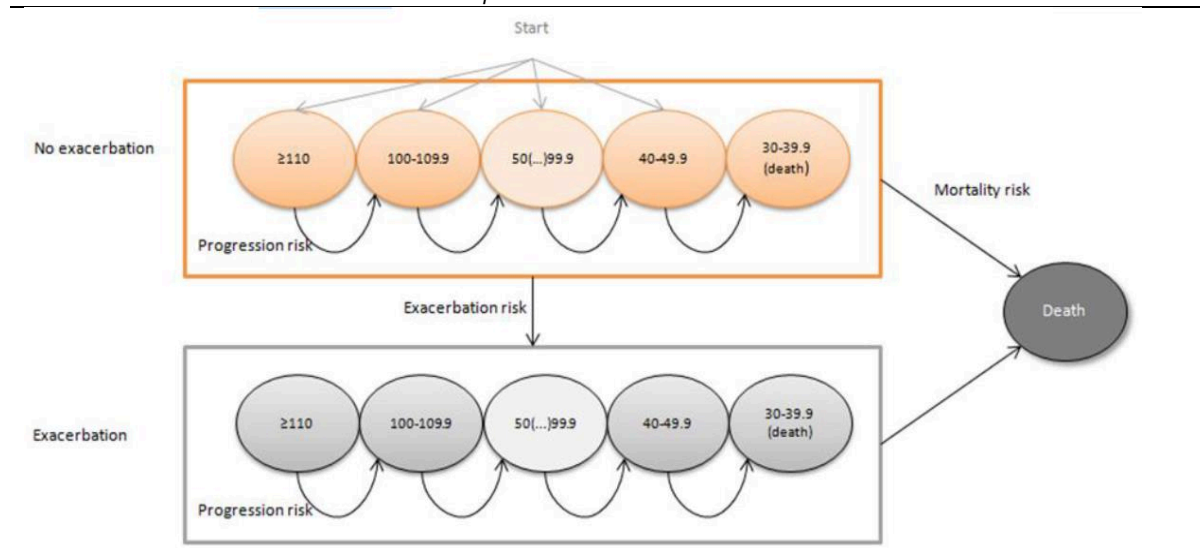 Start
No exacerbation
≥110
100-109.9
50(...)99.9
40-49.9
30-39.9
(death)
Progression risk
Mortality risk
Exacerbation risk
Death
Exacerbation
≥110
100-109.9
50(...)99.9
40-49.9
30-39.9
(death)
Progression risk